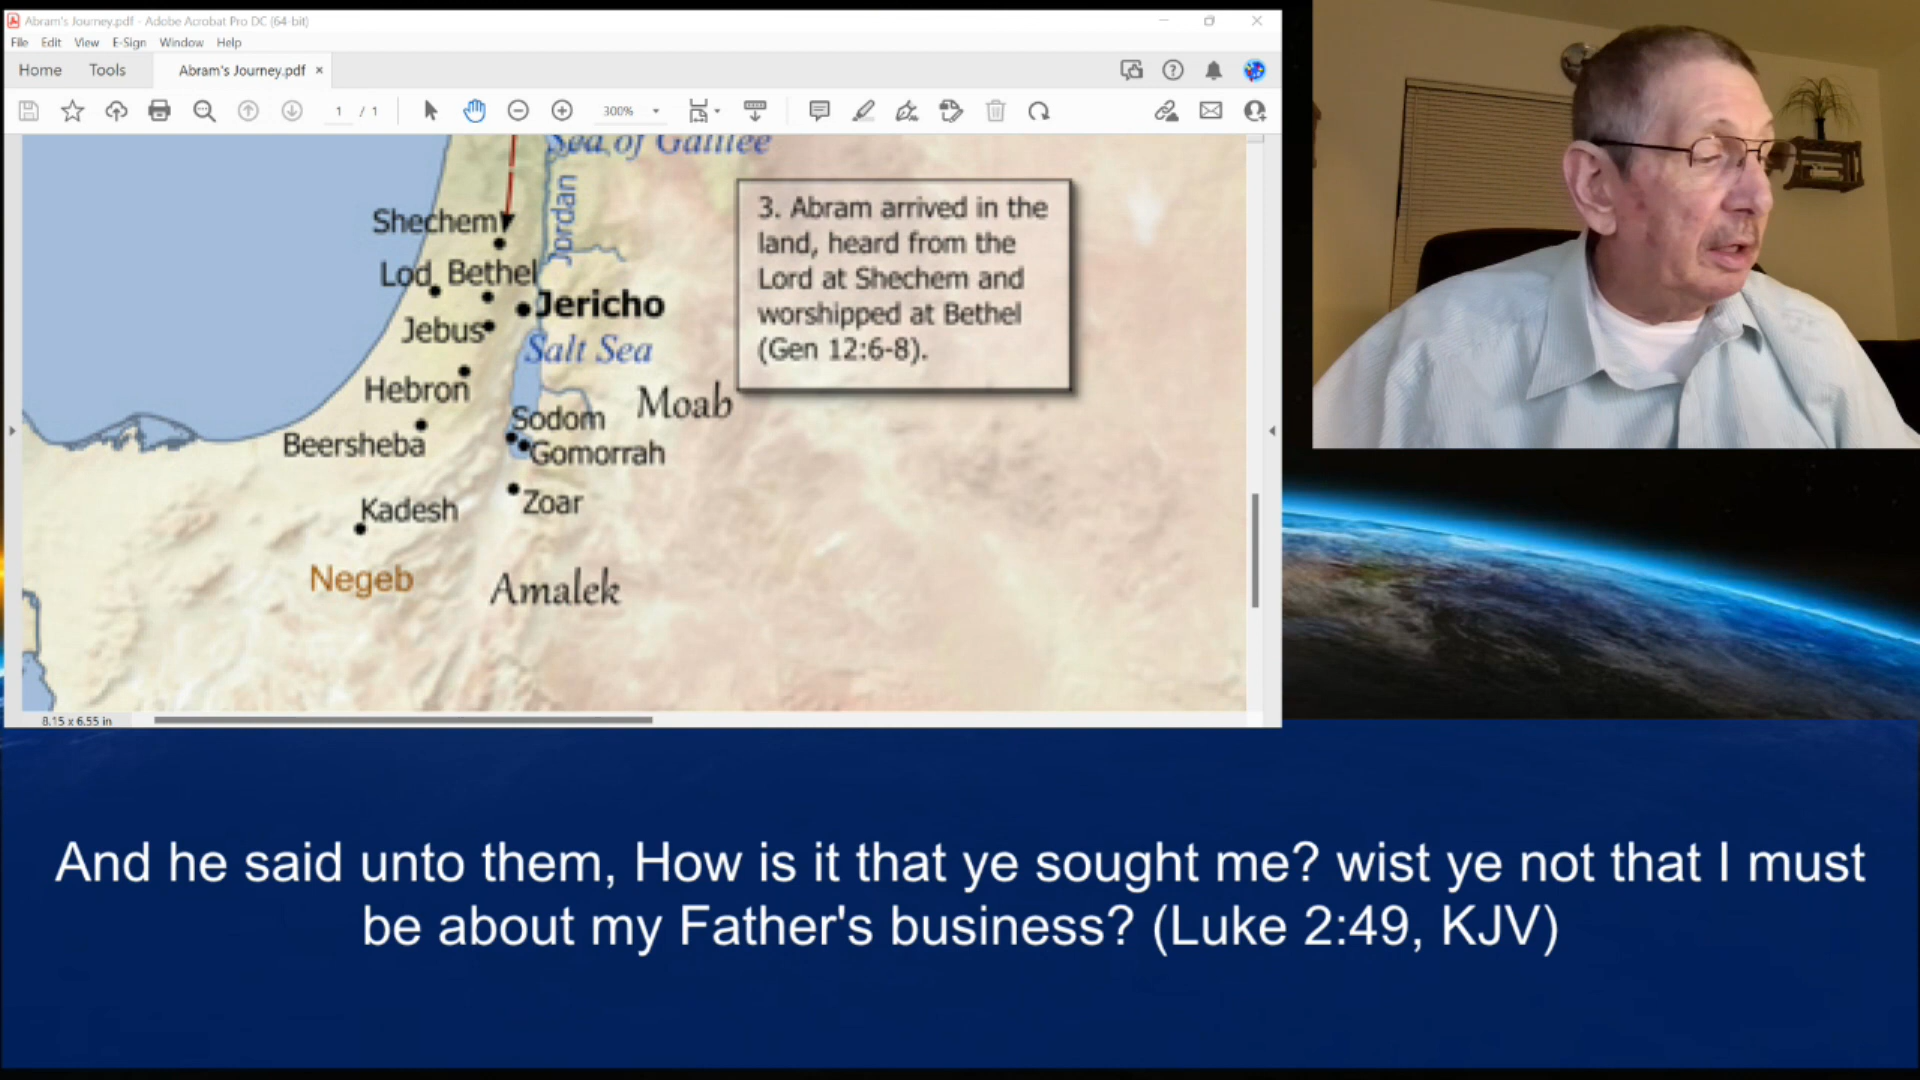 Abram's Journey.pdf - Adobe Acrobat Pro DC (64-bit)
File Edit View E-Sign Window Help
Home Tools Abram's Journey.pdf ×
1 / 1 300%
Sea of Galilee
Jordan
Shechem
Lod Bethel
Jericho
Jebus
Salt Sea
Hebron
Moab
Sodom
Beersheba
Gomorrah
Zoar
Kadesh
Negeb
Amalek
3. Abram arrived in the
land, heard from the
Lord at Shechem and
worshipped at Bethel
(Gen 12:6-8).
8.15 x 6.55 in
And he said unto them, How is it that ye sought me? wist ye not that I must
be about my Father's business? (Luke 2:49, KJV)